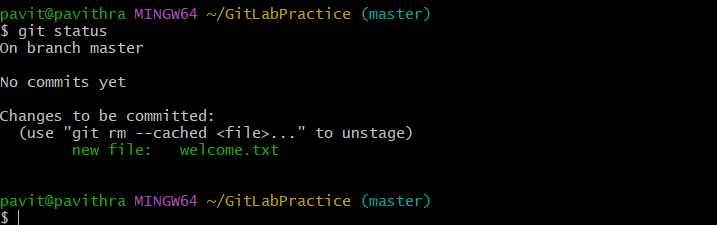 pavit@pavithra MINGW64 ~/GitLabPractice (master)
$ git status
On branch master
No commits yet
Changes to be committed:
  (use "git rm --cached <file>..." to unstage)
        new file:   welcome.txt
pavit@pavithra MINGW64 ~/GitLabPractice (master)
$